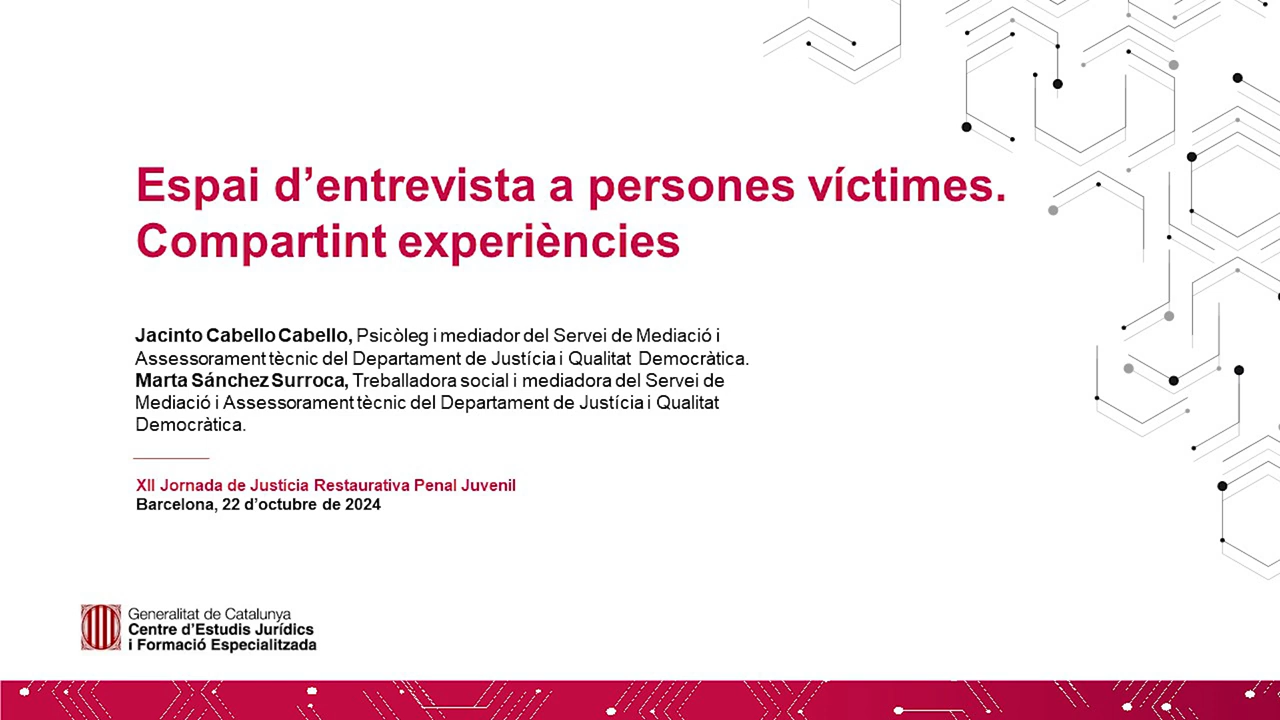 Espai d’entrevista a persones víctimes.
Compartint experiències
Jacinto Cabello Cabello, Psicòleg i mediador del Servei de Mediació i
Assessorament tècnic del Departament de Justícia i Qualitat Democràtica.
Marta Sánchez Surroca, Treballadora social i mediadora del Servei de
Mediació i Assessorament tècnic del Departament de Justícia i Qualitat
Democràtica.
XII Jornada de Justícia Restaurativa Penal Juvenil
Barcelona, 22 d’octubre de 2024
Generalitat de Catalunya
Centre d’Estudis Jurídics
i Formació Especialitzada